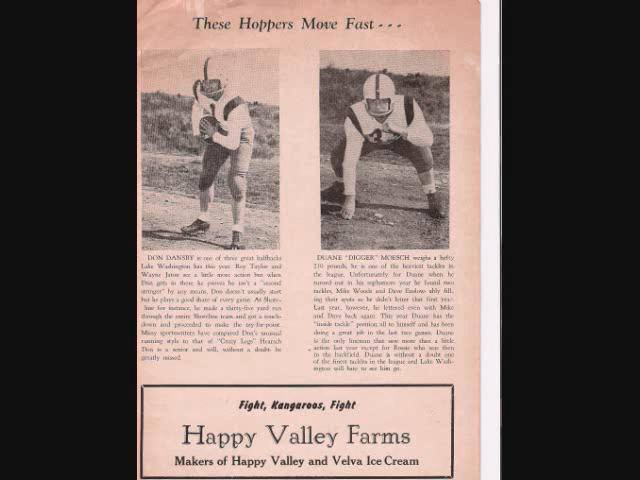 These Hoppers Move Fast - - -
DON DANSBY is one of three great halfbacks
Lake Washington has this year. Roy Taylor and
Wayne Jutos see a little more action but when
Don gets in there he proves he isn't a "second
stringer" by any means. Don doesn't usually start
but he plays a good share of every game. At Shore-
line for instance, he made a thirty-five yard run
through the entire Shoreline team and got a touch-
down and proceeded to make the try-for-point.
Many sportswriters have compared Don's unusual
running style to that of "Crazy Legs" Hearsch
Don is a senior and will, without a doubt be
greatly missed.
DUANE "DIGGER" MOESCH weighs a hefty
210 pounds, he is one of the heaviest tackles in
the league. Unfortunately for Duane when he
turned out in his sophomore year he found two
tackles, Mike Woods and Dave Enslow ably fill-
ing their spots so he didn't letter that first year.
Last year, however, he lettered even with Mike
and Dave back again. This year Duane has the
"inside tackle" position all to himself and has been
doing a great job in the last two games. Duane
is the only lineman that saw more than a little
action last year except for Rossie who was then
in the backfield. Duane is without a doubt one
of the finest tackles in the league and Lake Wash-
ington will hate to see him go.
Fight, Kangaroos, Fight
Happy Valley Farms
Makers of Happy Valley and Velva Ice Cream